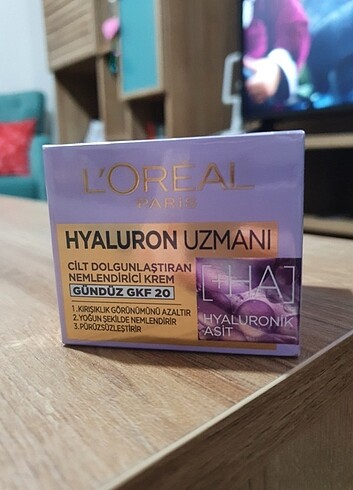 L'ORÉAL
PARIS
HYALURON UZMANI
CİLT DOLGUNLAŞTIRAN
NEMLENDİRİCİ KREM
GÜNDÜZ GKF 20
1.KIRIŞIKLIK GÖRÜNÜMÜNÜ AZALTIR
2.YOĞUN ŞEKİLDE NEMLENDİRİR
3.PÜRÜZSÜZLEŞTİRİR
[+HA]
HYALURONİK
ASİT